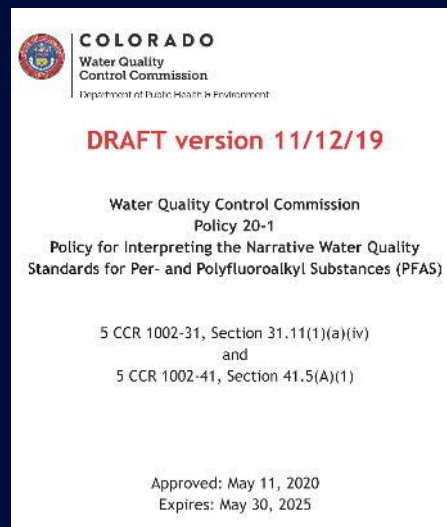 COLORADO
Water Quality
Control Commission
Department of Public Health & Environment
DRAFT version 11/12/19
Water Quality Control Commission
Policy 20-1
Policy for Interpreting the Narrative Water Quality
Standards for Per- and Polyfluoroalkyl Substances (PFAS)
5 CCR 1002-31, Section 31.11(1)(a)(iv)
and
5 CCR 1002-41, Section 41.5(A)(1)
Approved: May 11, 2020
Expires: May 30, 2025